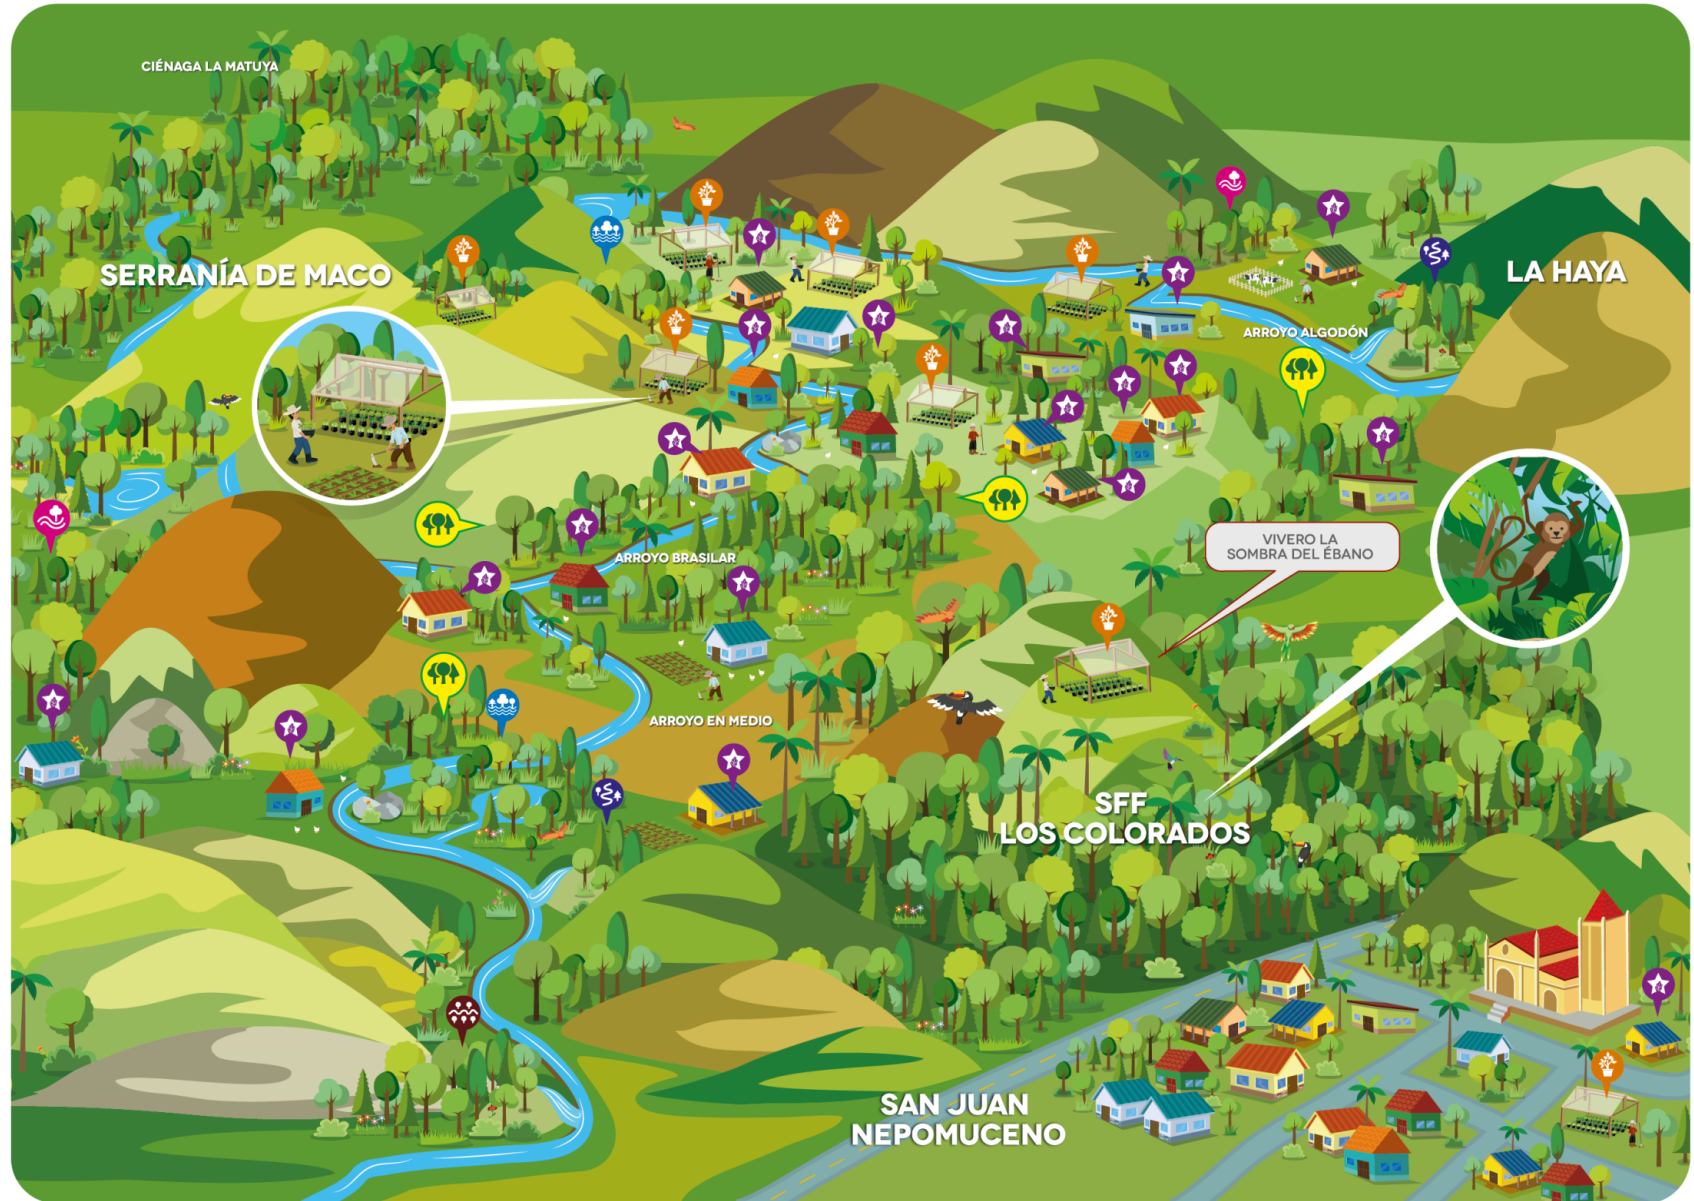 CIÉNAGA LA MATUYA
SERRANÍA DE MACO
LA HAYA
ARROYO ALGODÓN
VIVERO LA
SOMBRA DEL ÉBANO
ARROYO BRASILAR
ARROYO EN MEDIO
SFF
LOS COLORADOS
SAN JUAN
NEPOMUCENO